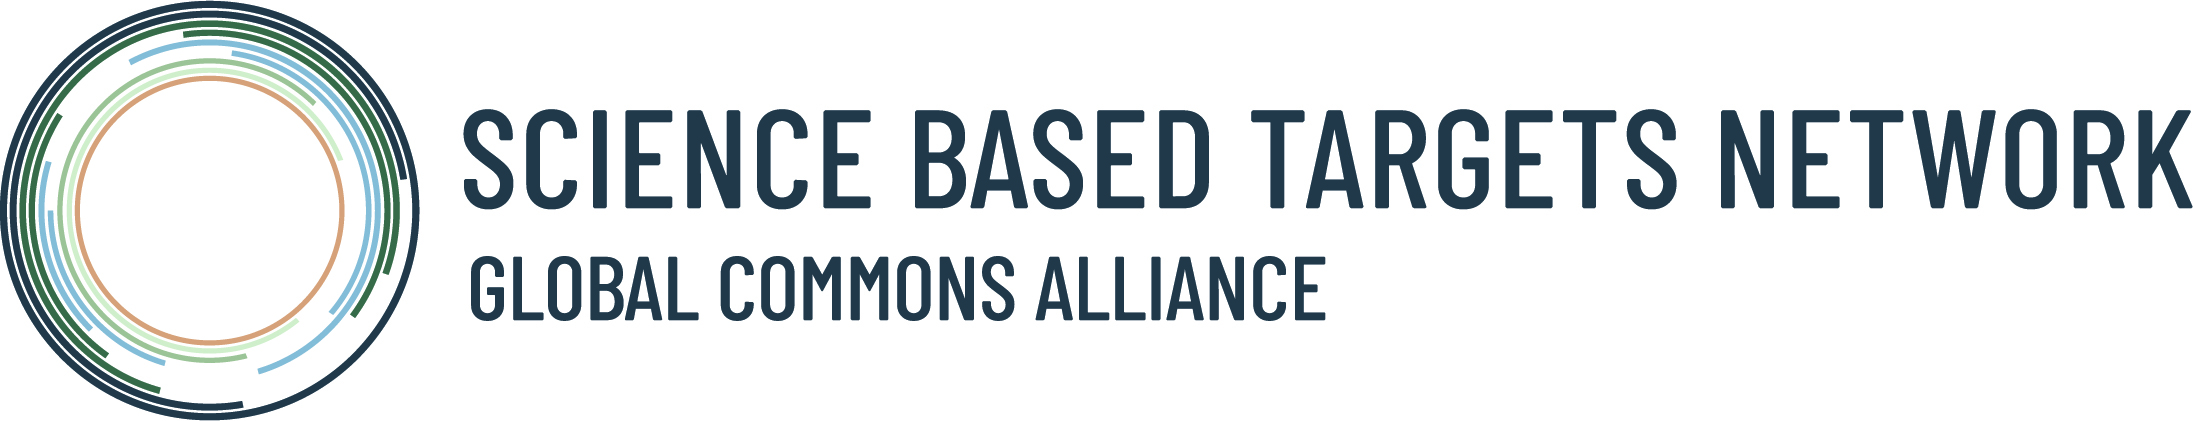 SCIENCE BASED TARGETS NETWORK
GLOBAL COMMONS ALLIANCE